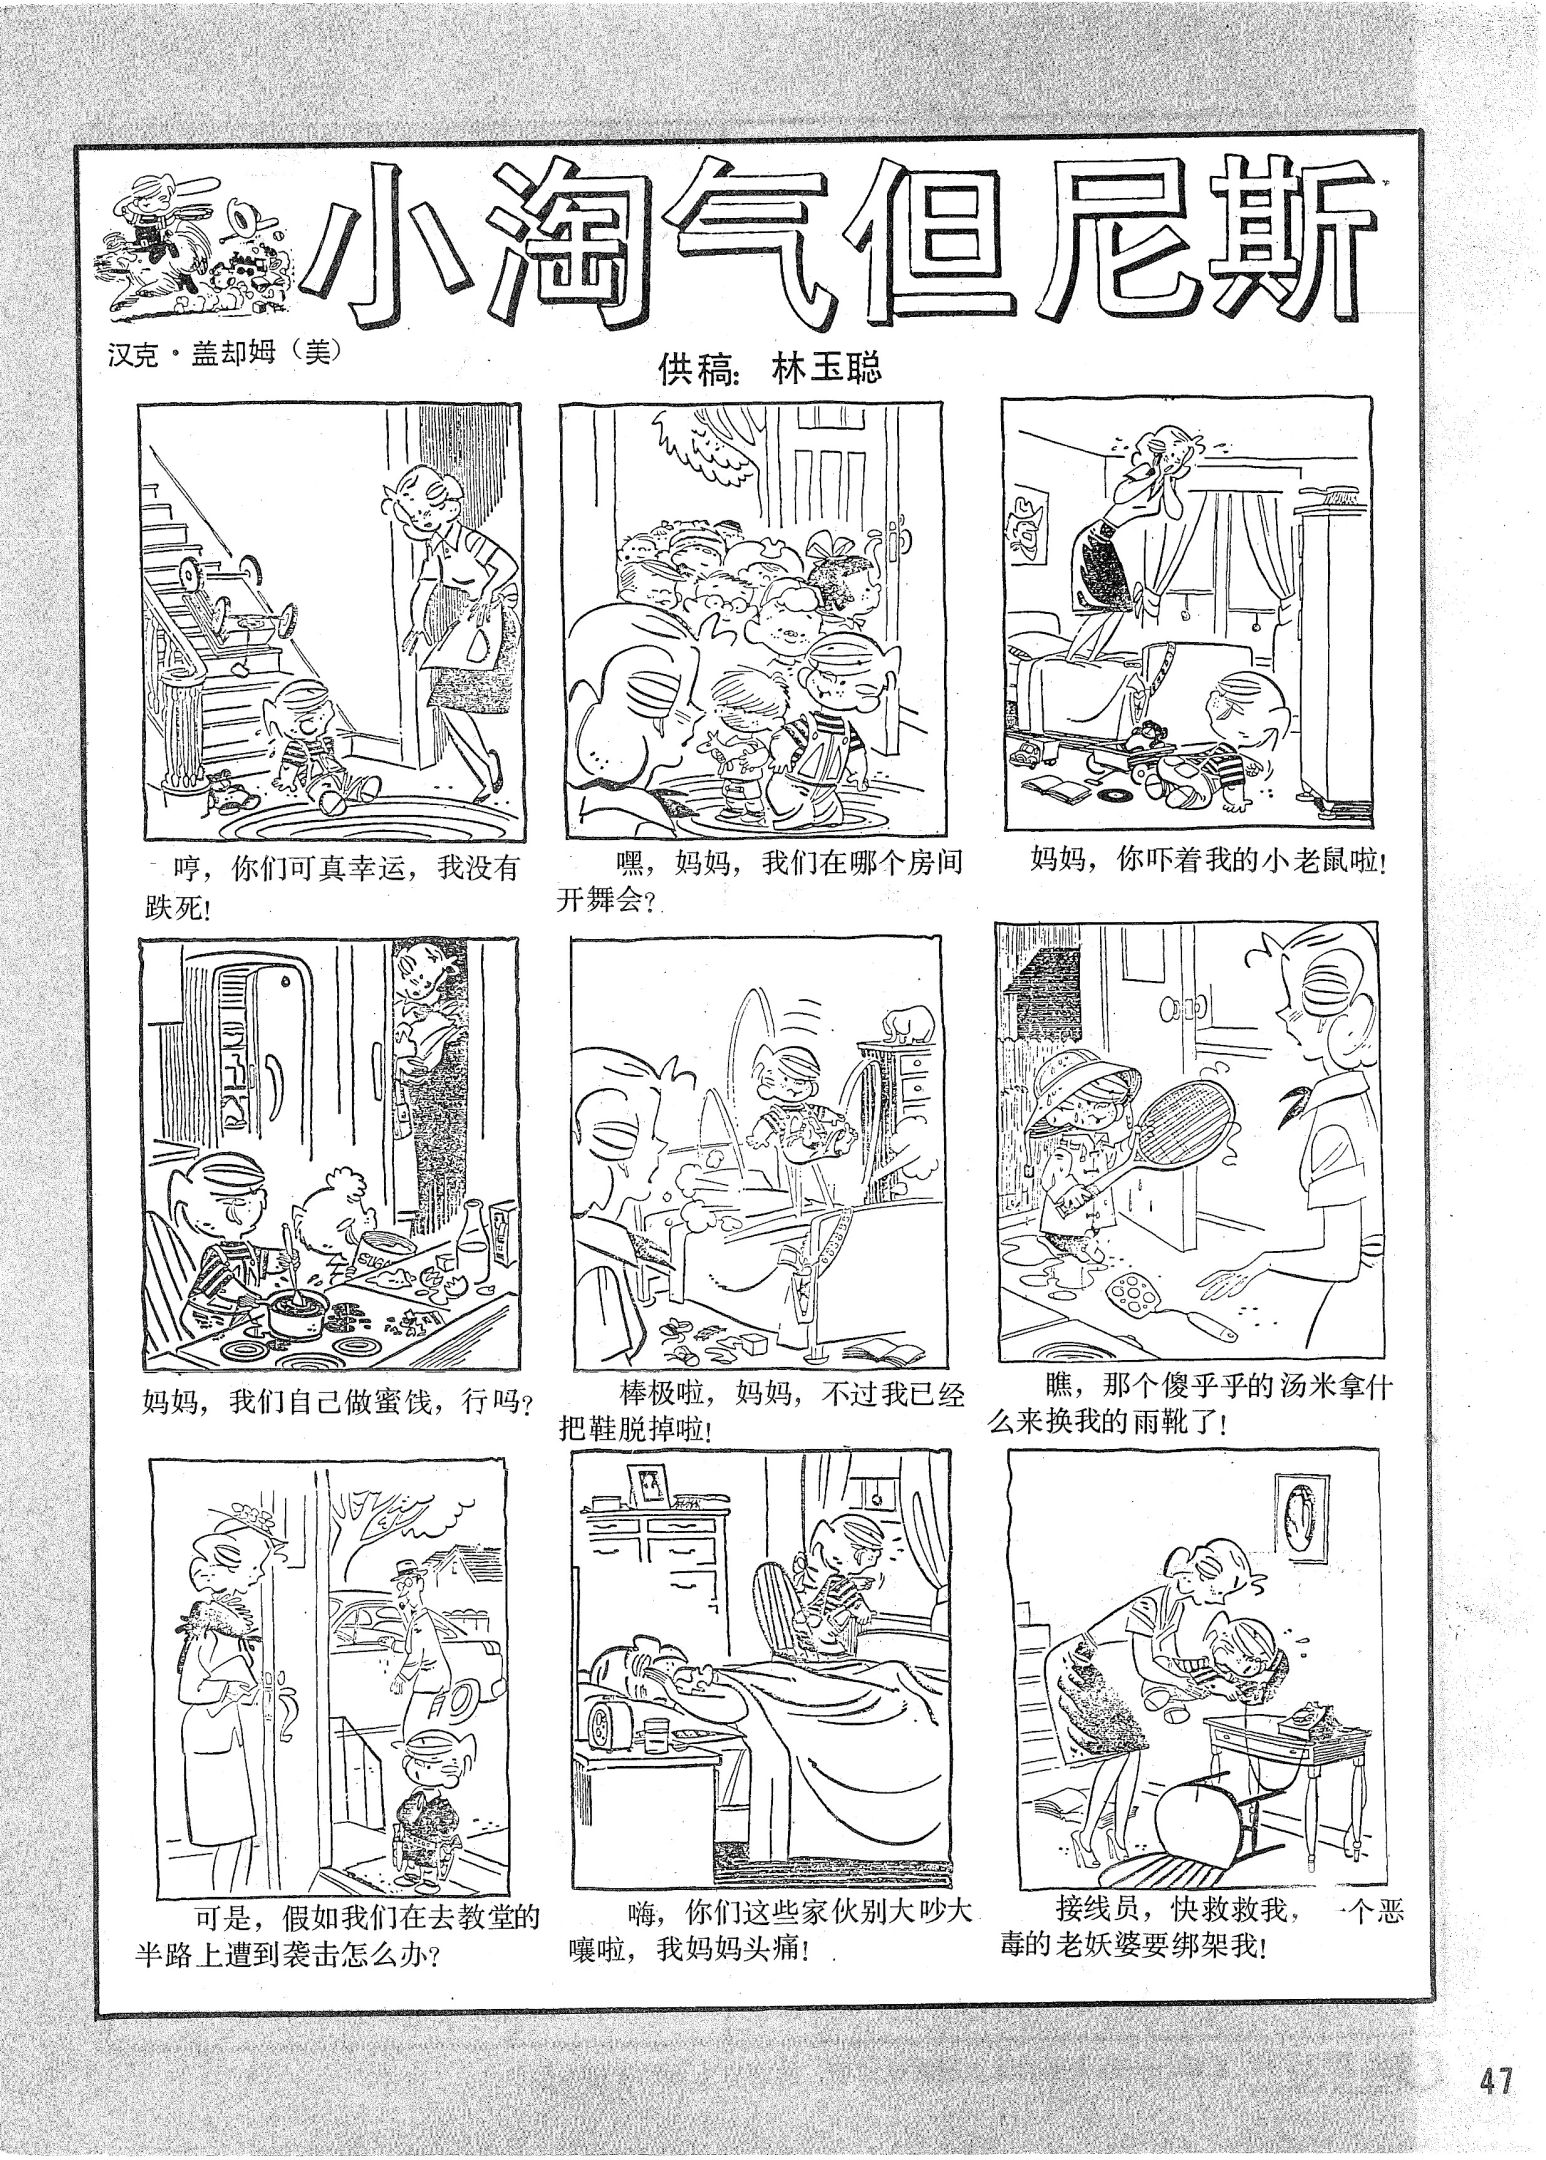 小淘气但尼斯
汉克·盖却姆（美）
供稿：林玉聪
哼，你们可真幸运，我没有
跌死！
嘿，妈妈，我们在哪个房间
开舞会？
妈妈，你吓着我的小老鼠啦！
SUGA
妈妈，我们自己做蜜饯，行吗？
棒极啦，妈妈，不过我已经
把鞋脱掉啦！
瞧，那个傻乎乎的汤米拿什
么来换我的雨靴了！
可是，假如我们在去教堂的
半路上遭到袭击怎么办？
嗨，你们这些家伙别大吵大
嚷啦，我妈妈头痛！
接线员，快救救我，一个恶
毒的老妖婆要绑架我！
47